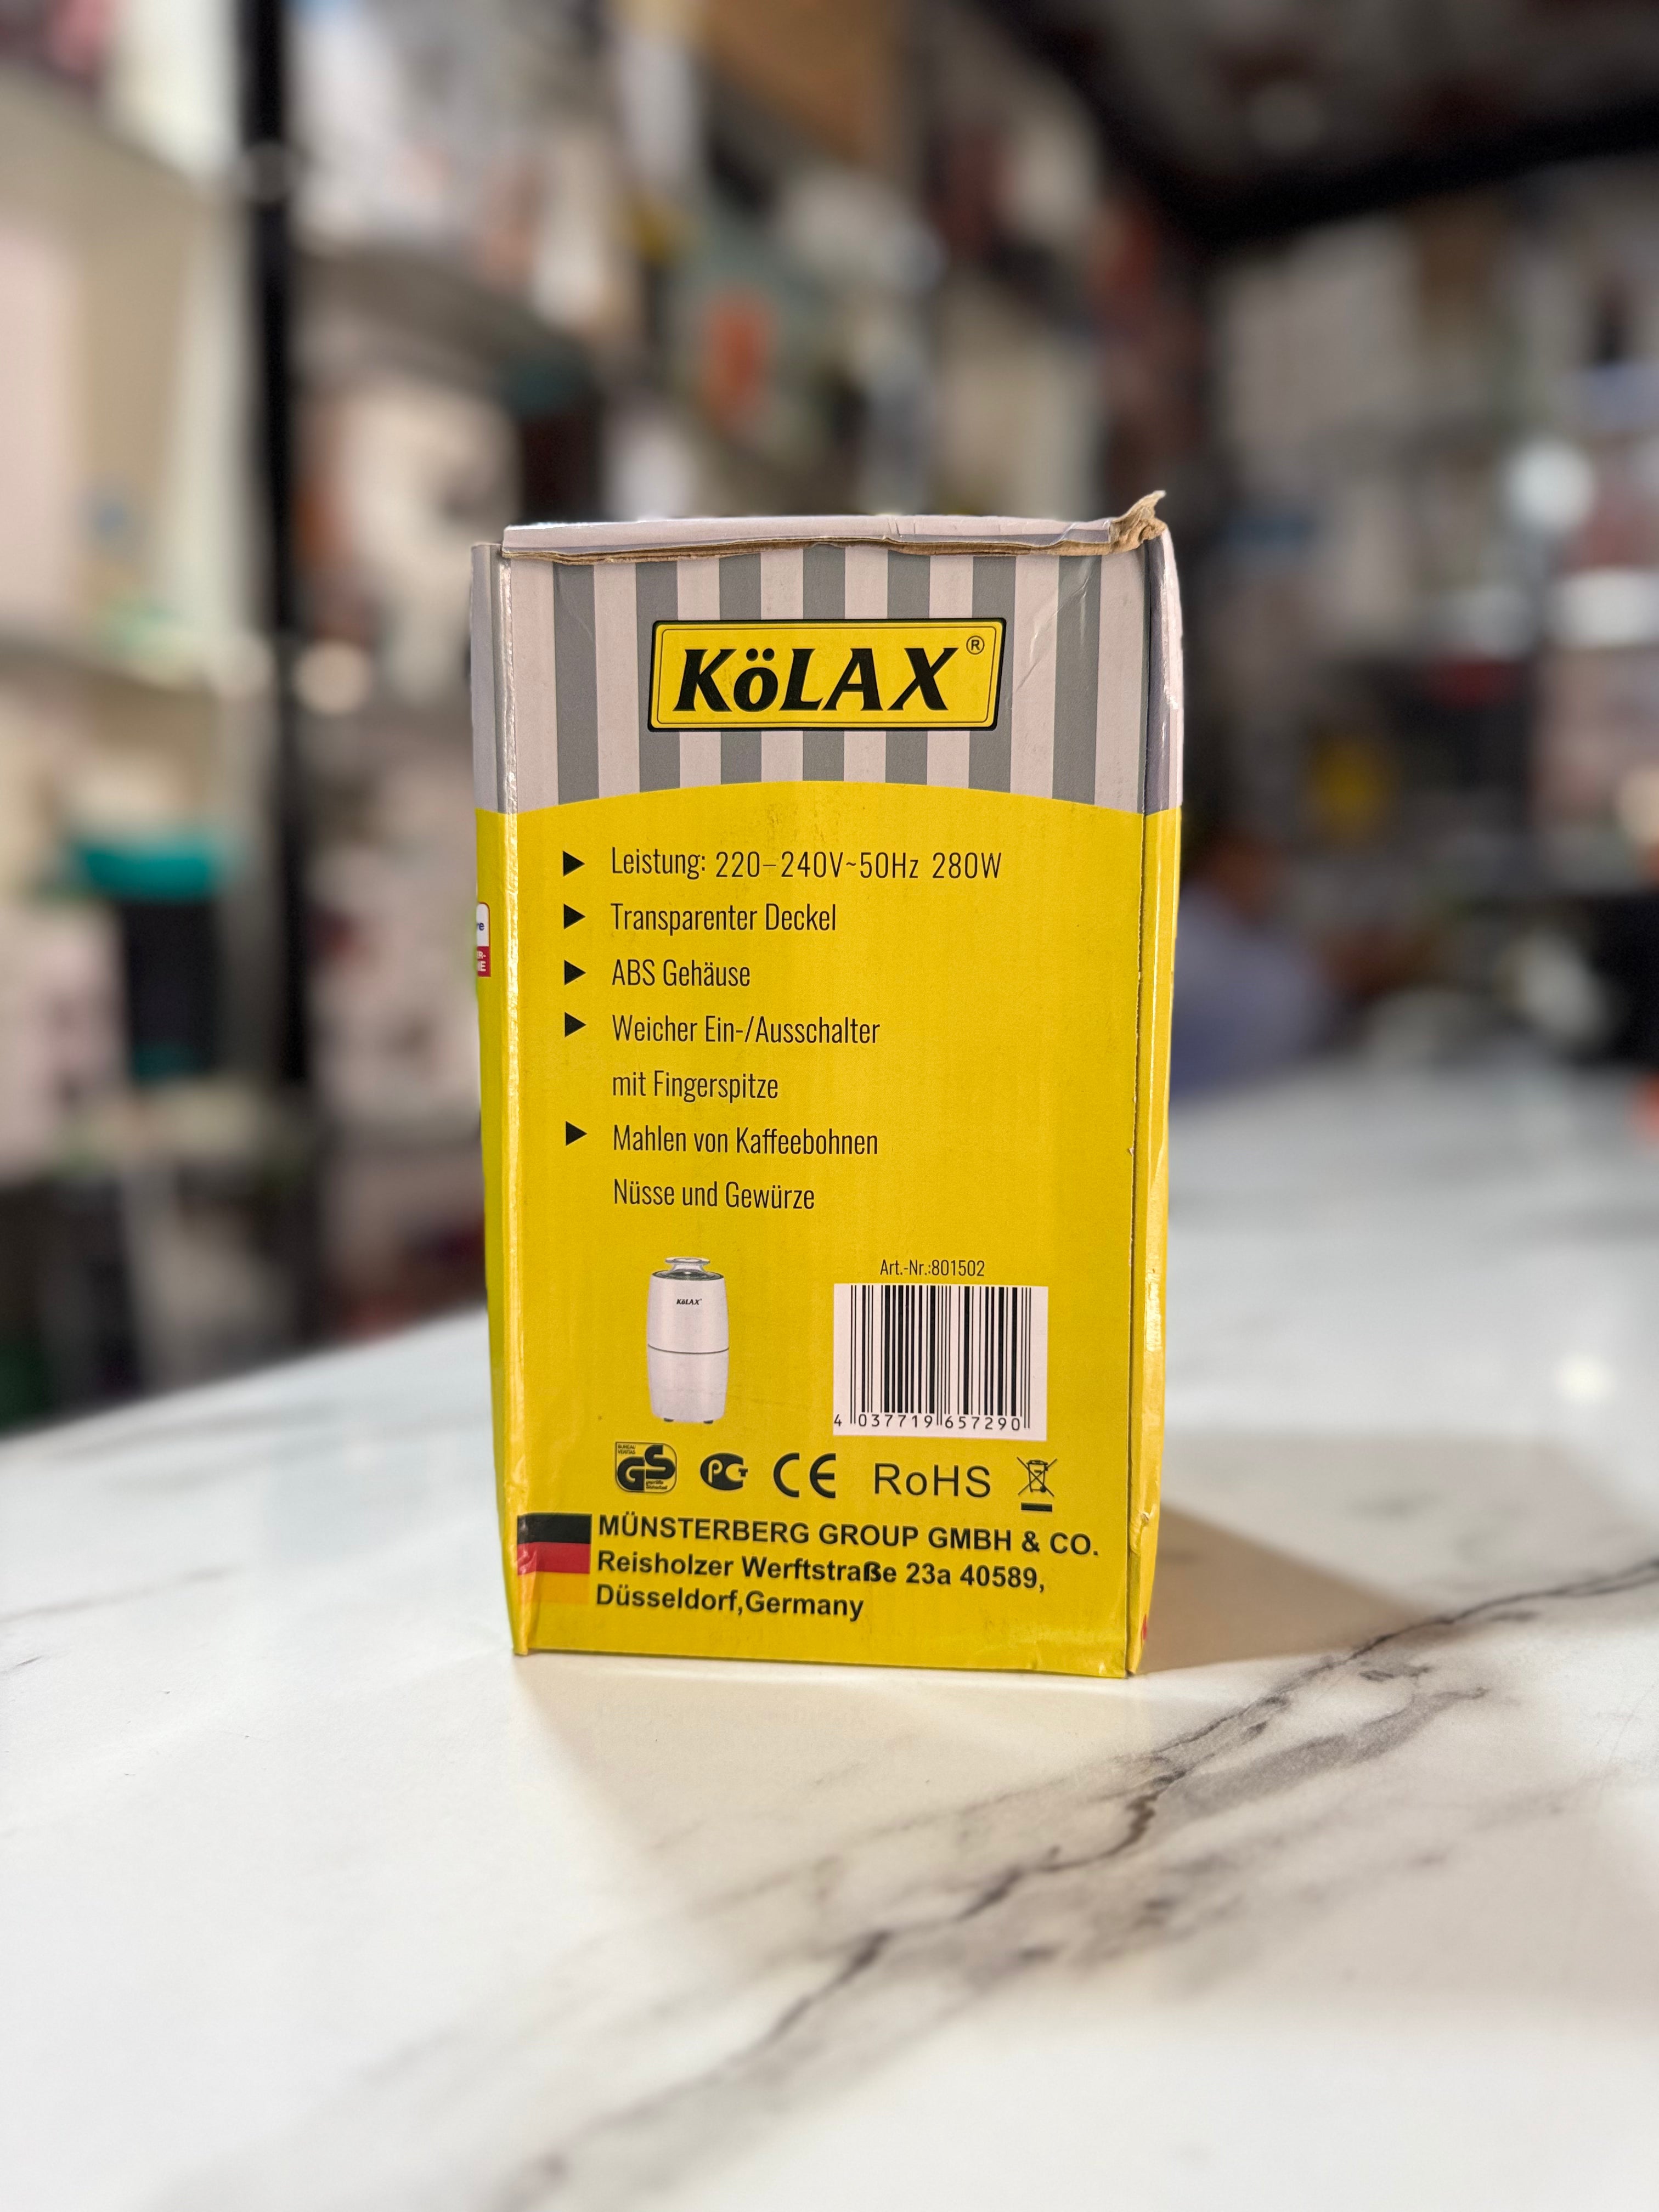 KöLAX®
Leistung: 220–240V~50Hz 280W
Transparenter Deckel
ABS Gehäuse
Weicher Ein-/Ausschalter
mit Fingerspitze
Mahlen von Kaffeebohnen
Nüsse und Gewürze
KöLAX
Art.-Nr.:801502
4 037719 657290
GS
CE
RoHS
MÜNSTERBERG GROUP GMBH & CO.
Reisholzer Werftstraße 23a 40589,
Düsseldorf,Germany